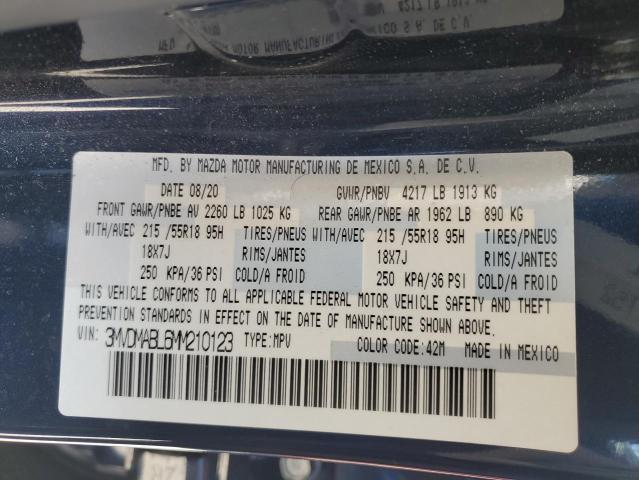 4217 LB 1913 KG
MFD. BY MAZDA MOTOR MANUFACTURING DE MEXICO S.A. DE C.V.
DATE 08/20 GVWR/PNBV 4217 LB 1913 KG
FRONT GAWR/PNBE AV 2260 LB 1025 KG REAR GAWR/PNBE AR 1962 LB 890 KG
WITH/AVEC 215 /55R18 95H TIRES/PNEUS WITH/AVEC 215 /55R18 95H TIRES/PNEUS
18X7J RIMS/JANTES 18X7J RIMS/JANTES
250 KPA/36 PSI COLD/A FROID 250 KPA/36 PSI COLD/A FROID
THIS VEHICLE CONFORMS TO ALL APPLICABLE FEDERAL MOTOR VEHICLE SAFETY AND THEFT
PREVENTION STANDARDS IN EFFECT ON THE DATE OF MANUFACTURE SHOWN ABOVE.
VIN: 3MVDMABL6MM210123 TYPE:MPV COLOR CODE:42M MADE IN MEXICO